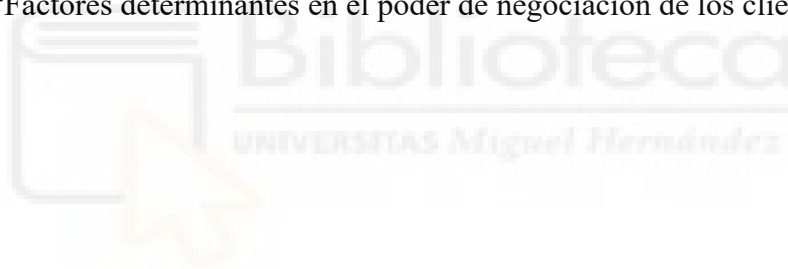 Factores determinantes en el poder de negociación de los clie
Biblioteca
UNIVERSITAS Miguel Hernández